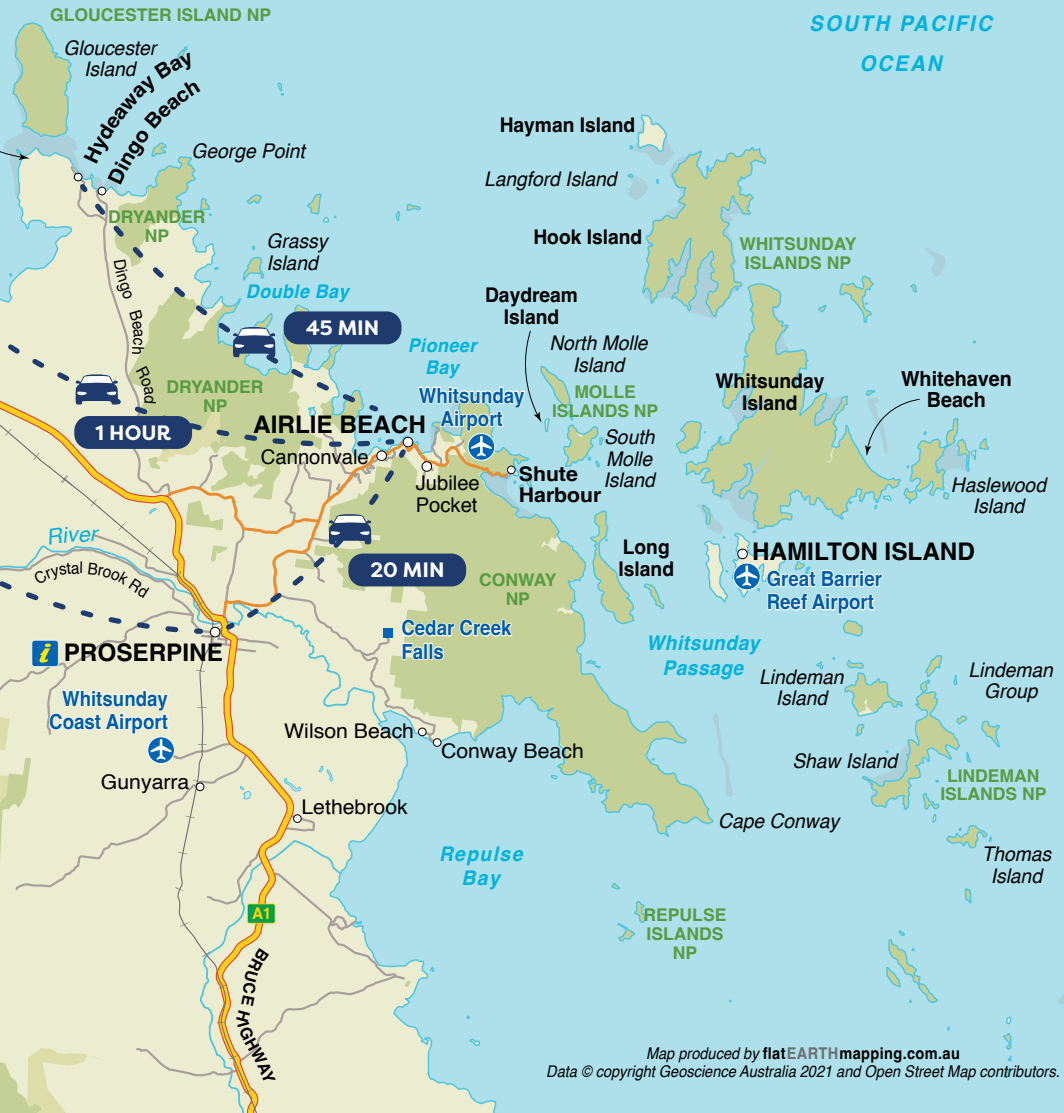 GLOUCESTER ISLAND NP
SOUTH PACIFIC
OCEAN
Gloucester
Island
Hydeaway Bay
Dingo Beach
George Point
Hayman Island
Langford Island
DRYANDER
NP
Hook Island
WHITSUNDAY
ISLANDS NP
Grassy
Island
Double Bay
Dingo Beach Road
45 MIN
Daydream
Island
North Molle
Island
Pioneer
Bay
DRYANDER
NP
Whitsunday
Airport
MOLLE
ISLANDS NP
Whitsunday
Island
Whitehaven
Beach
1 HOUR
AIRLIE BEACH
Cannonvale
Jubilee
Pocket
Shute
Harbour
South
Molle
Island
Haslewood
Island
River
Crystal Brook Rd
20 MIN
CONWAY
NP
Long
Island
HAMILTON ISLAND
Great Barrier
Reef Airport
i PROSERPINE
Cedar Creek
Falls
Whitsunday
Passage
Lindeman
Island
Lindeman
Group
Whitsunday
Coast Airport
Wilson Beach
Conway Beach
Gunyarra
Shaw Island
LINDEMAN
ISLANDS NP
Lethebrook
Cape Conway
Repulse
Bay
Thomas
Island
A1
REPULSE
ISLANDS
NP
BRUCE HIGHWAY
Map produced by flatEARTHmapping.com.au
Data © copyright Geoscience Australia 2021 and Open Street Map contributors.